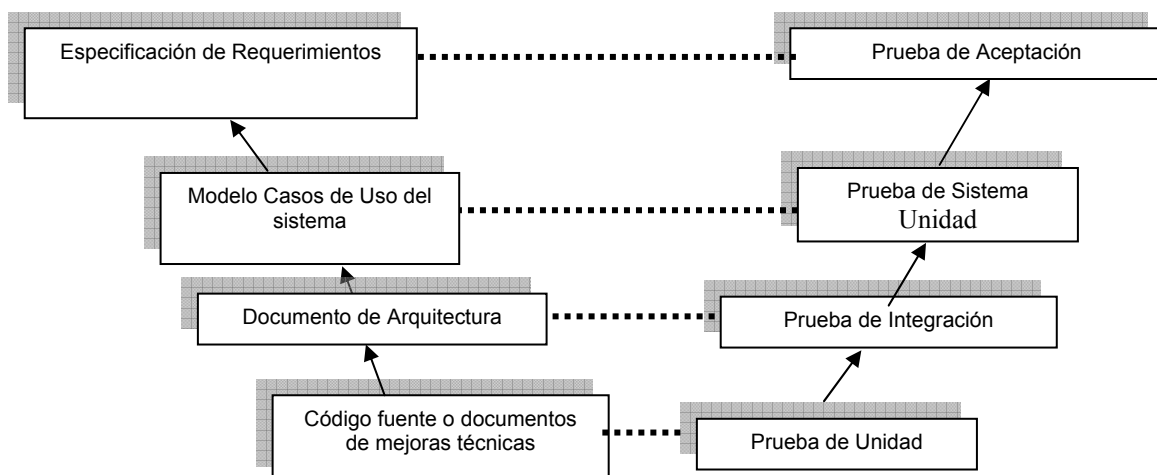 Especificación de Requerimientos
Prueba de Aceptación
Modelo Casos de Uso del
sistema
Prueba de Sistema
Unidad
Documento de Arquitectura
Prueba de Integración
Código fuente o documentos
de mejoras técnicas
Prueba de Unidad